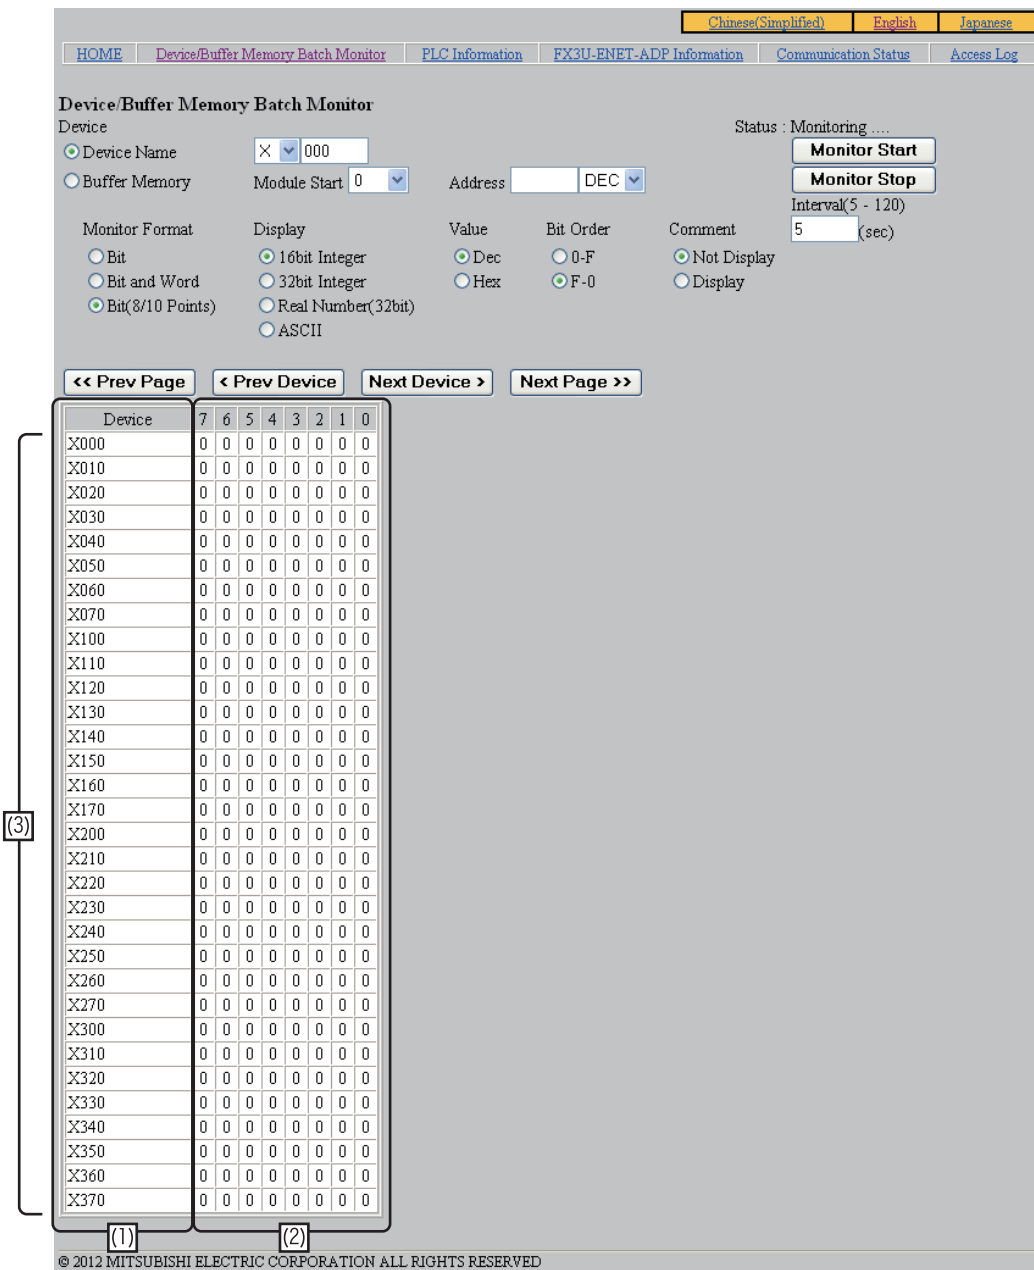 Chinese(Simplified) English Japanese
HOME Device/Buffer Memory Batch Monitor PLC Information FX3U-ENET-ADP Information Communication Status Access Log
Device/Buffer Memory Batch Monitor
Device Status : Monitoring ....
Device Name X 000 Monitor Start
Buffer Memory Module Start 0 Address DEC Monitor Stop
Interval(5 - 120)
Monitor Format Display Value Bit Order Comment 5 (sec)
Bit 16bit Integer Dec 0-F Not Display
Bit and Word 32bit Integer Hex F-0 Display
Bit(8/10 Points) Real Number(32bit)
ASCII
<< Prev Page < Prev Device Next Device > Next Page >>
Device 7 6 5 4 3 2 1 0
X000 0 0 0 0 0 0 0 0
X010 0 0 0 0 0 0 0 0
X020 0 0 0 0 0 0 0 0
X030 0 0 0 0 0 0 0 0
X040 0 0 0 0 0 0 0 0
X050 0 0 0 0 0 0 0 0
X060 0 0 0 0 0 0 0 0
X070 0 0 0 0 0 0 0 0
X100 0 0 0 0 0 0 0 0
X110 0 0 0 0 0 0 0 0
X120 0 0 0 0 0 0 0 0
X130 0 0 0 0 0 0 0 0
X140 0 0 0 0 0 0 0 0
X150 0 0 0 0 0 0 0 0
X160 0 0 0 0 0 0 0 0
X170 0 0 0 0 0 0 0 0
(3)
X200 0 0 0 0 0 0 0 0
X210 0 0 0 0 0 0 0 0
X220 0 0 0 0 0 0 0 0
X230 0 0 0 0 0 0 0 0
X240 0 0 0 0 0 0 0 0
X250 0 0 0 0 0 0 0 0
X260 0 0 0 0 0 0 0 0
X270 0 0 0 0 0 0 0 0
X300 0 0 0 0 0 0 0 0
X310 0 0 0 0 0 0 0 0
X320 0 0 0 0 0 0 0 0
X330 0 0 0 0 0 0 0 0
X340 0 0 0 0 0 0 0 0
X350 0 0 0 0 0 0 0 0
X360 0 0 0 0 0 0 0 0
X370 0 0 0 0 0 0 0 0
(1) (2)
© 2012 MITSUBISHI ELECTRIC CORPORATION ALL RIGHTS RESERVED